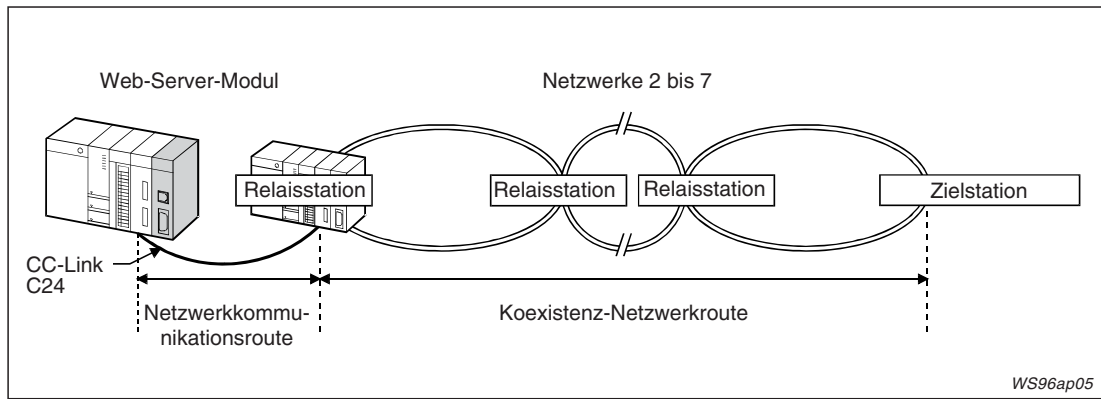 Web-Server-Modul
Netzwerke 2 bis 7
Relaisstation
Relaisstation
Relaisstation
Zielstation
CC-Link
C24
Netzwerkkommu-
nikationsroute
Koexistenz-Netzwerkroute
WS96ap05